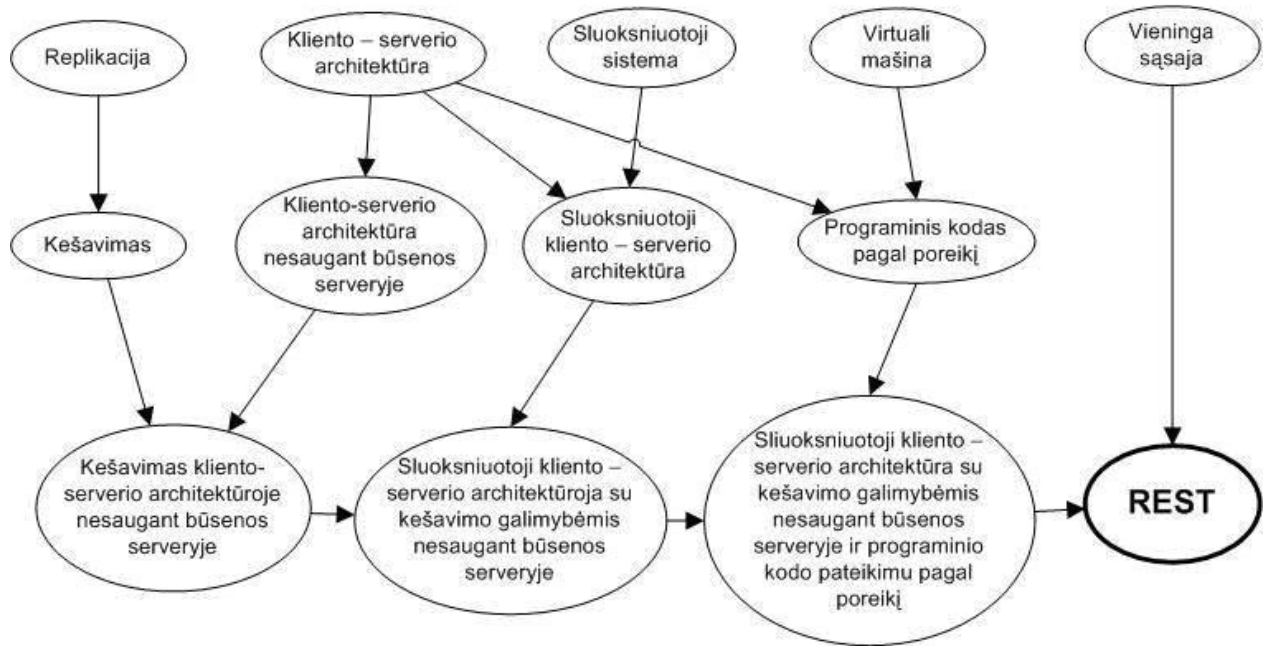 Replikacija
Kliento – serverio
architektūra
Sluoksniuotoji
sistema
Virtuali
mašina
Vieninga
sąsaja
Kešavimas
Kliento-serverio
architektūra
nesaugant būsenos
serveryje
Sluoksniuotoji
kliento – serverio
architektūra
Programinis kodas
pagal poreikį
Kešavimas kliento-
serverio architektūroje
nesaugant būsenos
serveryje
Sluoksniuotoji kliento –
serverio architektūroja su
kešavimo galimybėmis
nesaugant būsenos
serveryje
Sliuoksniuotoji kliento –
serverio architektūra su
kešavimo galimybėmis
nesaugant būsenos
serveryje ir programinio
kodo pateikimu pagal
poreikį
REST